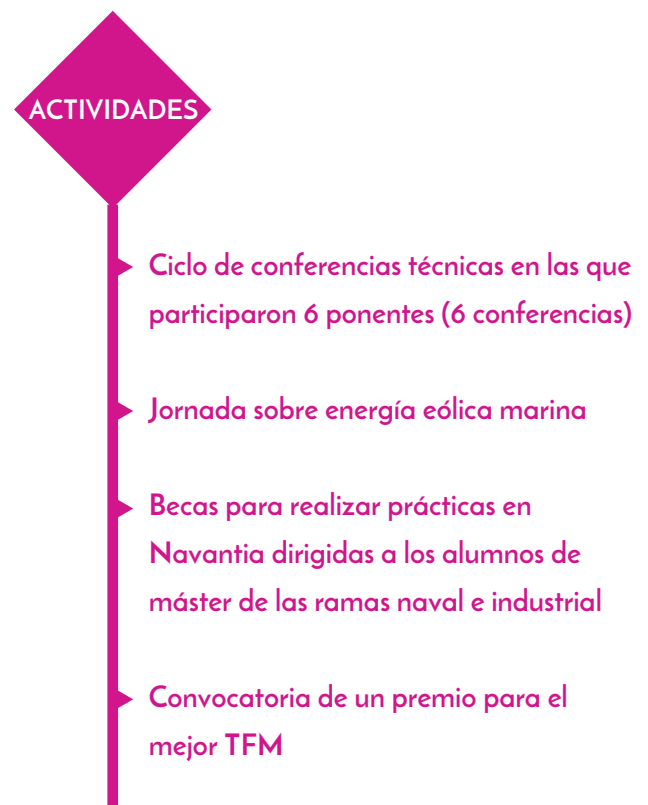 ACTIVIDADES
Ciclo de conferencias técnicas en las que
participaron 6 ponentes (6 conferencias)
Jornada sobre energía eólica marina
Becas para realizar prácticas en
Navantia dirigidas a los alumnos de
máster de las ramas naval e industrial
Convocatoria de un premio para el
mejor TFM